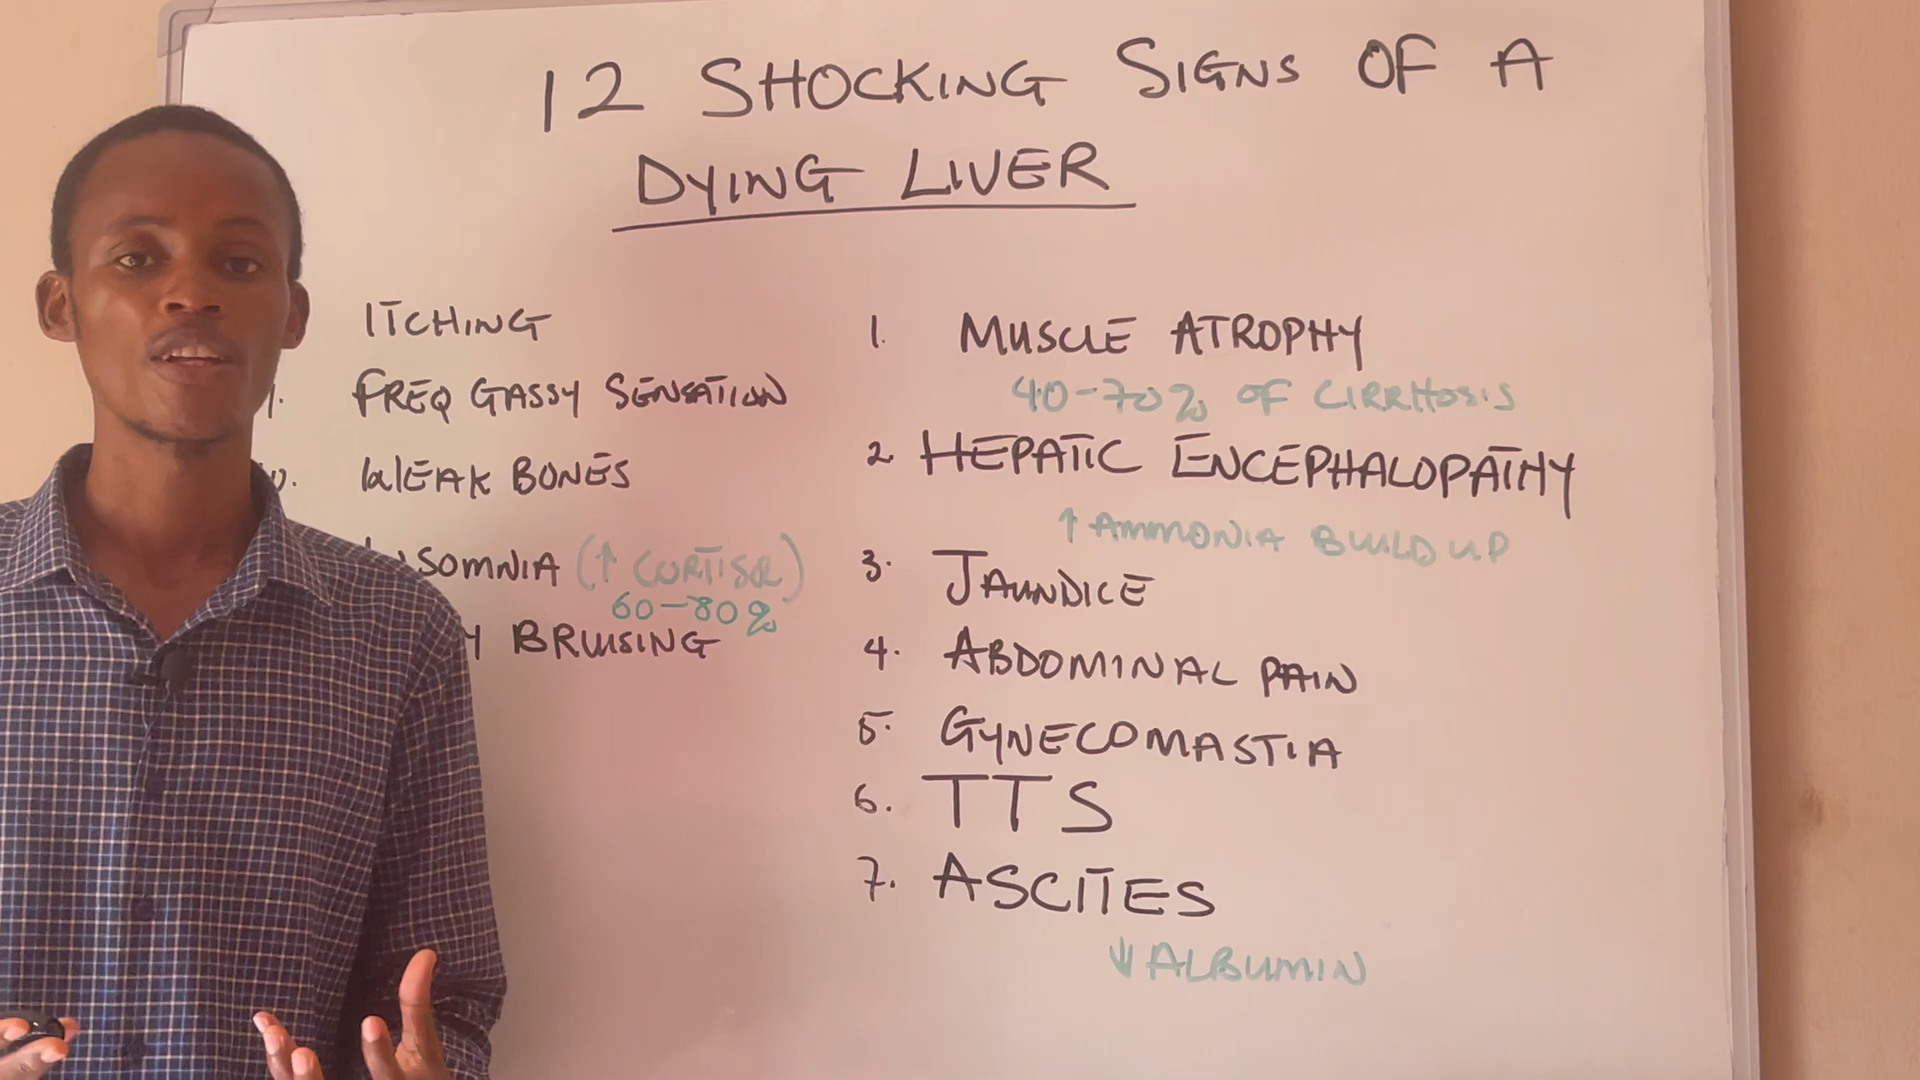 12 SHOCKING SIGNS OF A
DYING LIVER
ITCHING
FREQ GASSY SENSATION
WEAK BONES
SOMNIA (↑ CORTISOL)
60-80%
BRUISING
1. MUSCLE ATROPHY
40-70% OF CIRRHOSIS
2. HEPATIC ENCEPHALOPATHY
↑ AMMONIA BUILD UP
3. JAUNDICE
4. ABDOMINAL PAIN
5. GYNECOMASTIA
6. TTS
7. ASCITES
↓ ALBUMIN